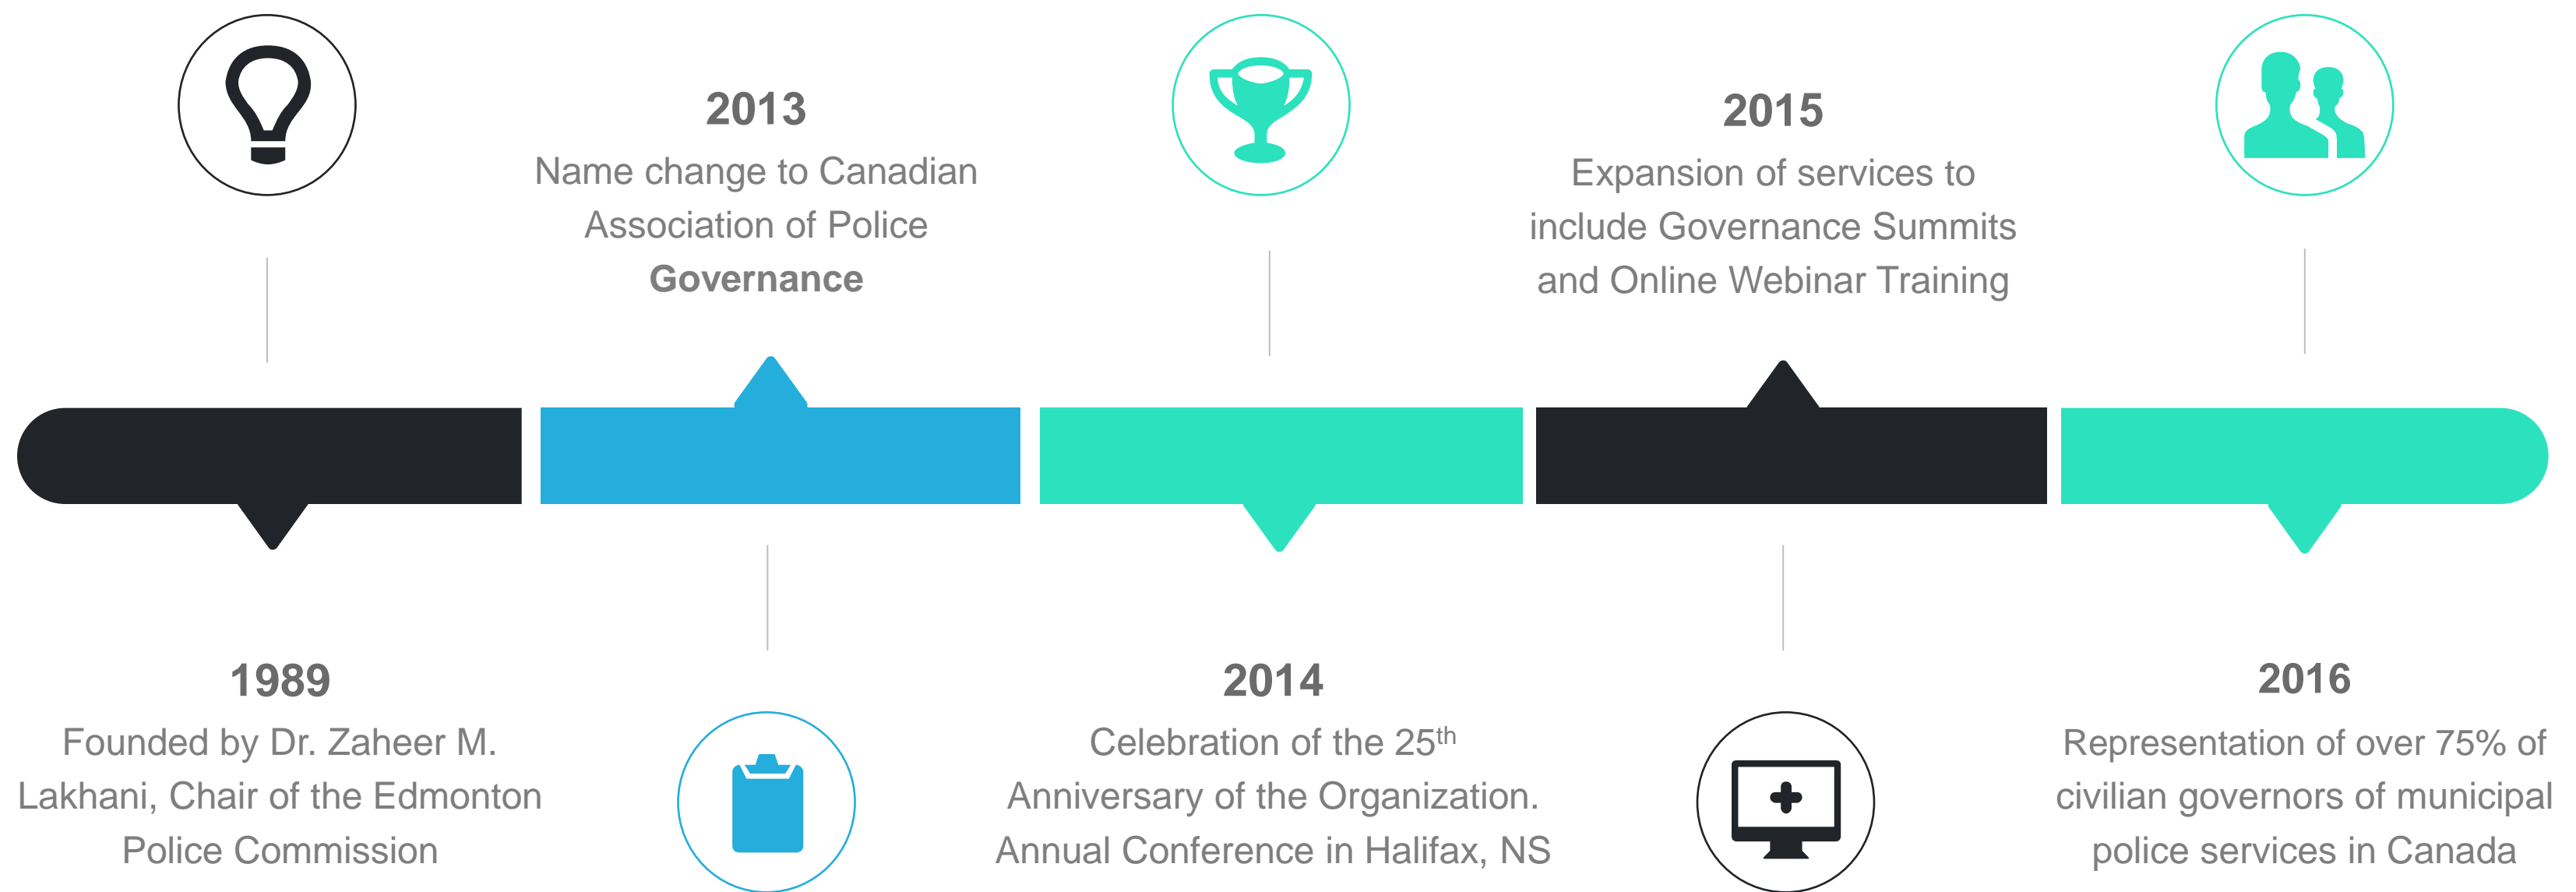 1989
Founded by Dr. Zaheer M.
Lakhani, Chair of the Edmonton
Police Commission
2013
Name change to Canadian
Association of Police
Governance
2014
Celebration of the 25th
Anniversary of the Organization.
Annual Conference in Halifax, NS
2015
Expansion of services to
include Governance Summits
and Online Webinar Training
2016
Representation of over 75% of
civilian governors of municipal
police services in Canada